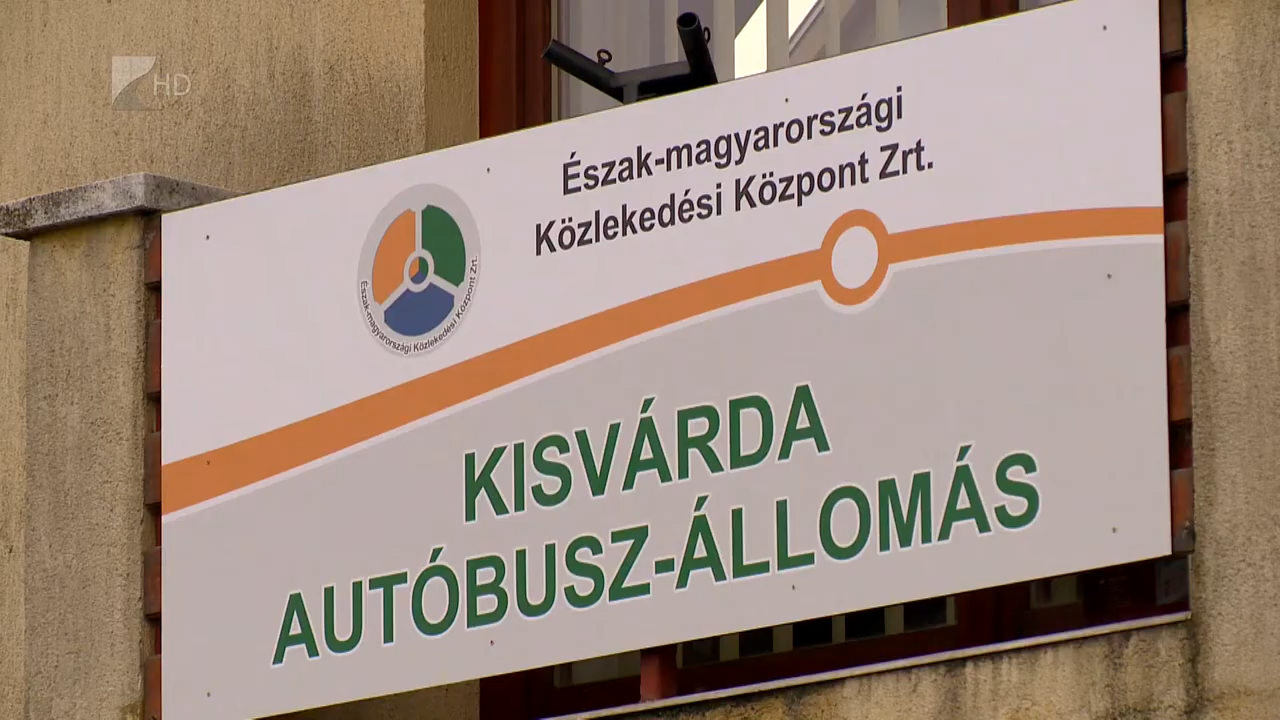 HD
Észak-magyarországi
Közlekedési Központ Zrt.
Észak-magyarországi Közlekedési Központ Zrt.
KISVÁRDA
AUTÓBUSZ-ÁLLOMÁS